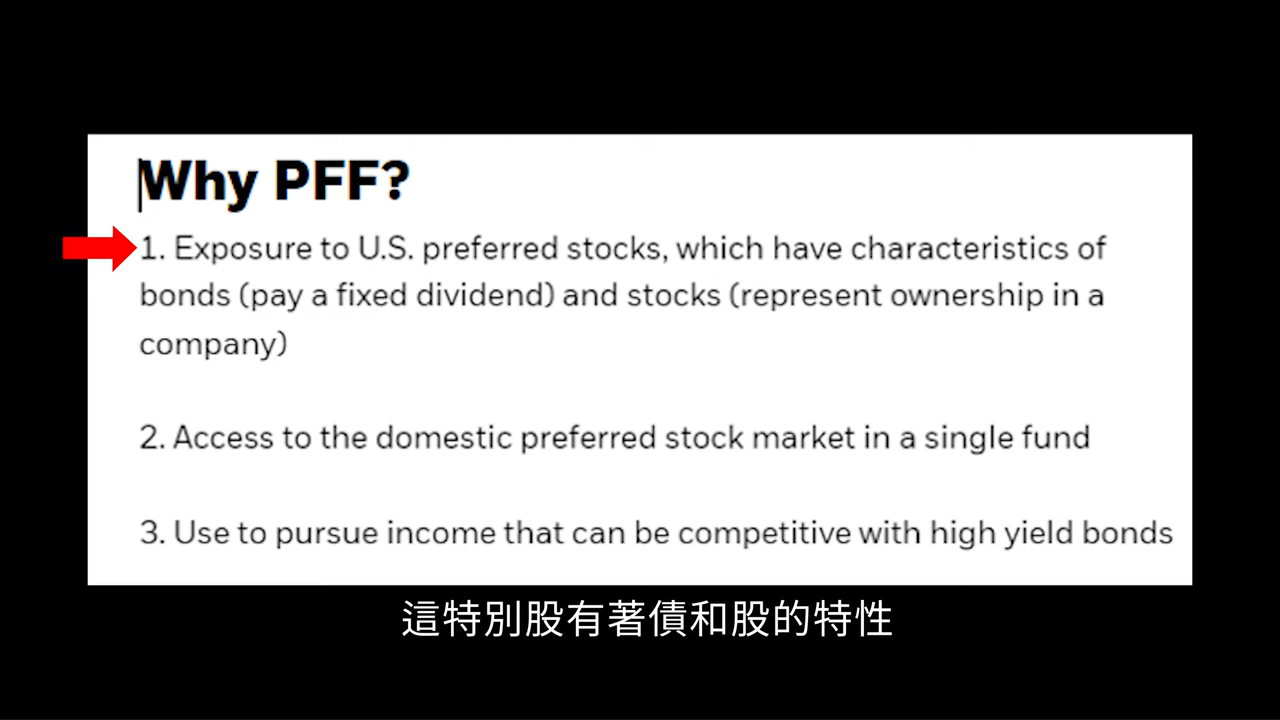 Why PFF?
1. Exposure to U.S. preferred stocks, which have characteristics of
bonds (pay a fixed dividend) and stocks (represent ownership in a
company)
2. Access to the domestic preferred stock market in a single fund
3. Use to pursue income that can be competitive with high yield bonds
這特別股有著債和股的特性